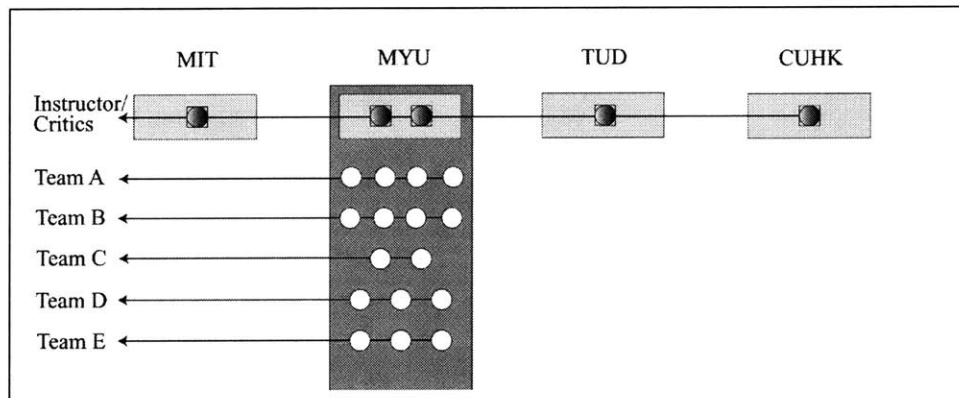 MIT MYU TUD CUHK
Instructor/
Critics
Team A
Team B
Team C
Team D
Team E